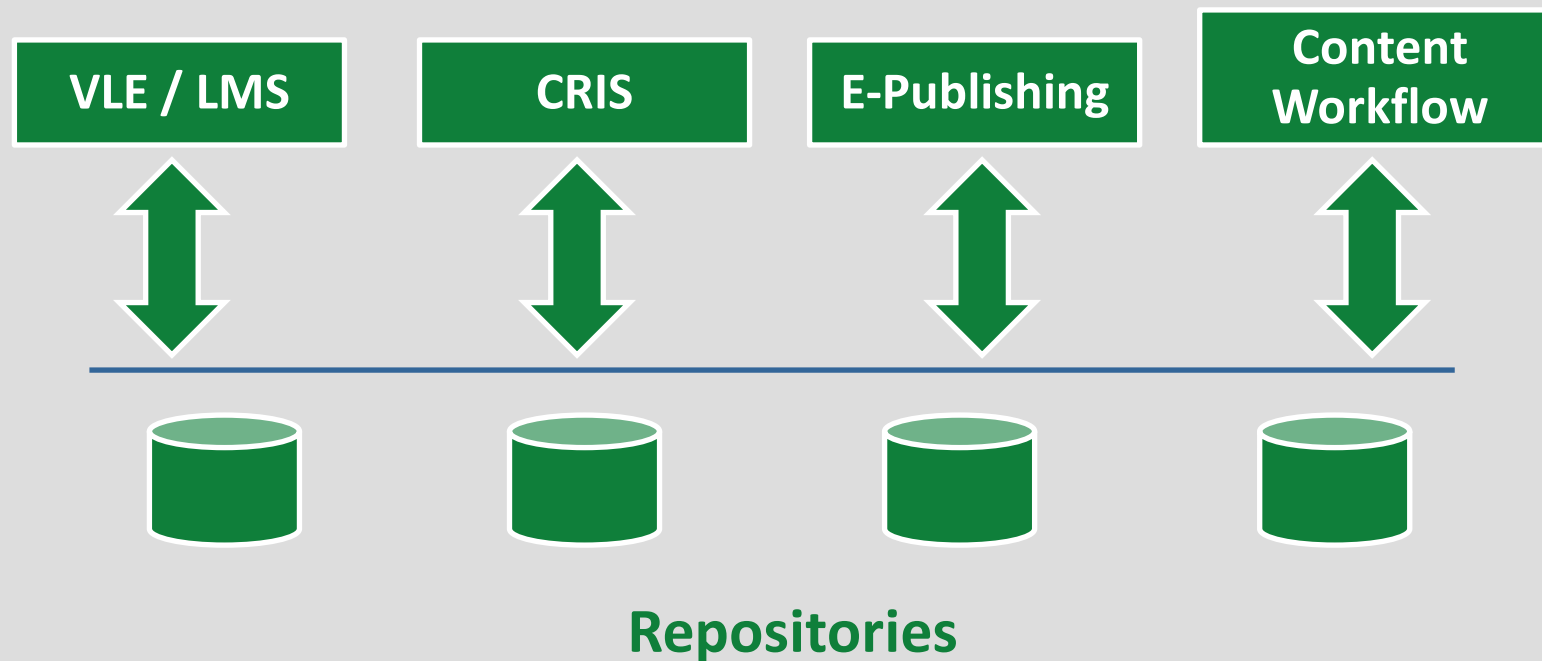 VLE / LMS
CRIS
E-Publishing
Content
Workflow
Repositories